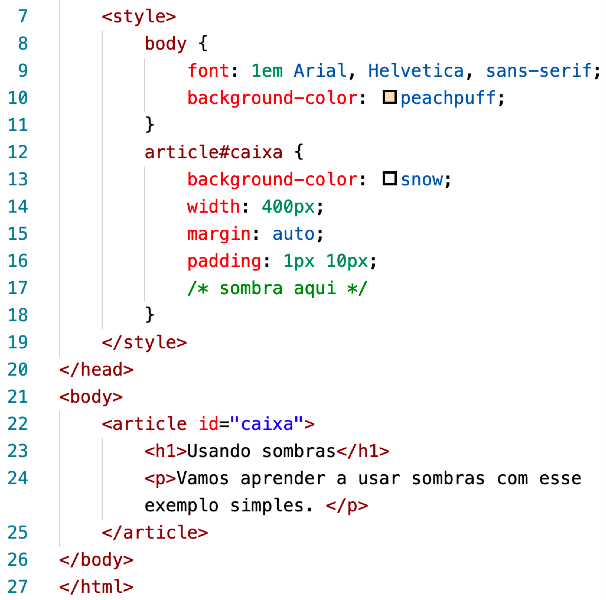 7 <style>
8 body {
9 font: 1em Arial, Helvetica, sans-serif;
10 background-color: peachpuff;
11 }
12 article#caixa {
13 background-color: snow;
14 width: 400px;
15 margin: auto;
16 padding: 1px 10px;
17 /* sombra aqui */
18 }
19 </style>
20 </head>
21 <body>
22 <article id="caixa">
23 <h1>Usando sombras</h1>
24 <p>Vamos aprender a usar sombras com esse
exemplo simples. </p>
25 </article>
26 </body>
27 </html>